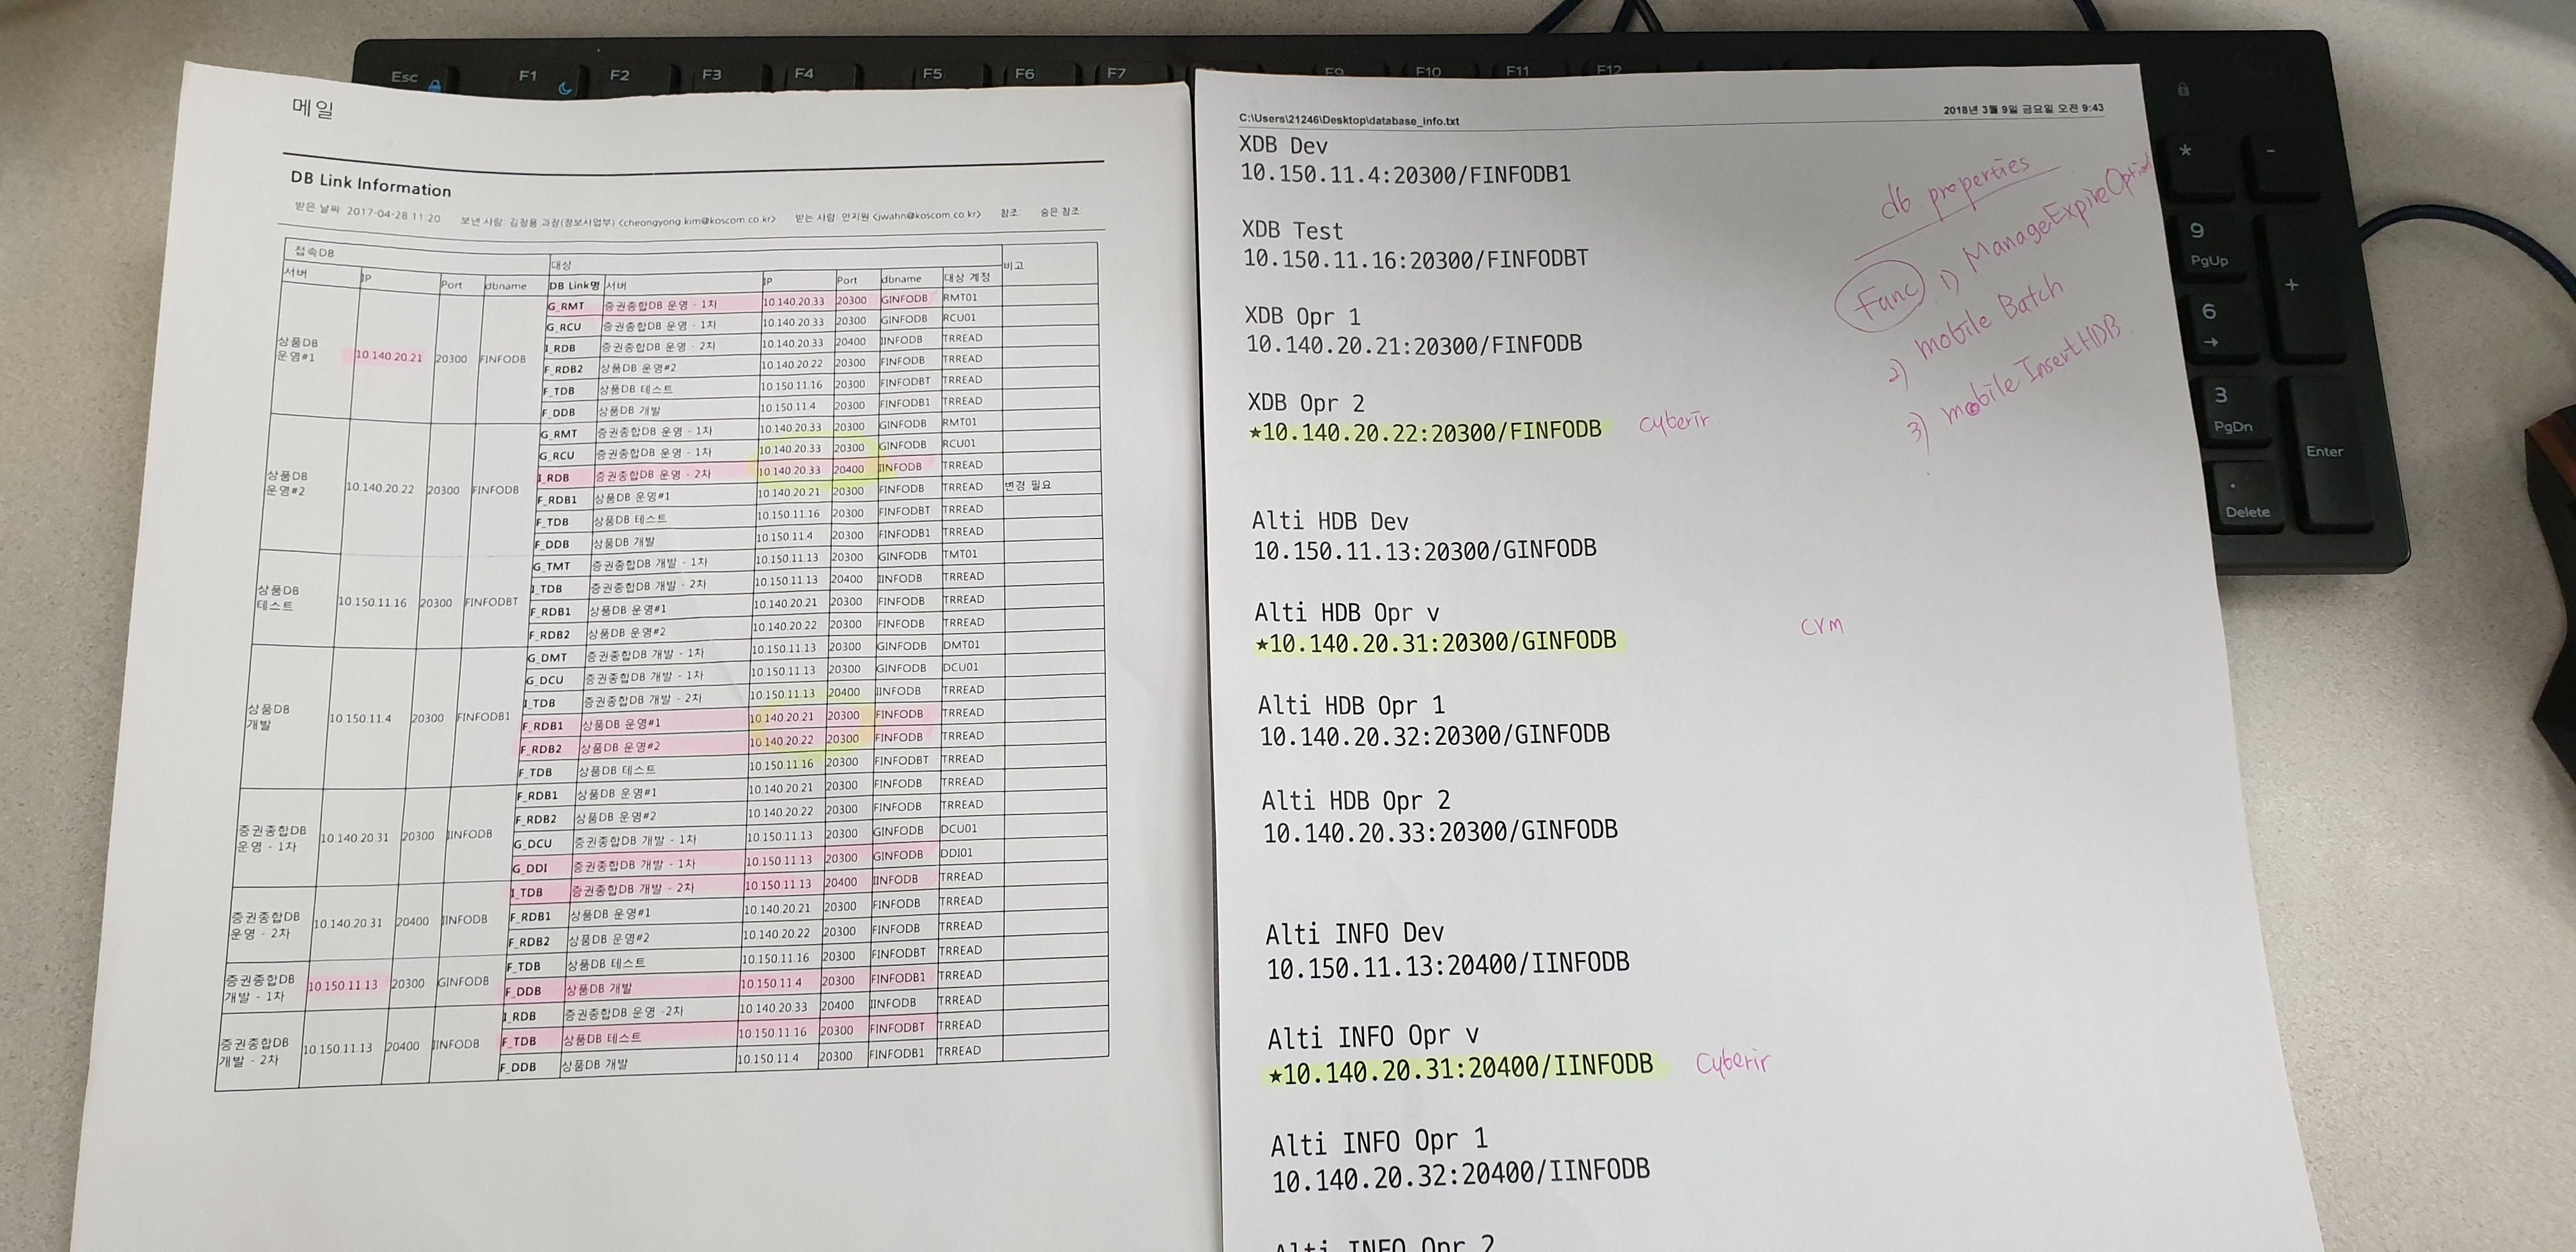 메일
DB Link Information
받은 날짜 2017-04-28 11:20 보낸 사람 김청용 과장(정보사업부) <cheongyong.kim@koscom.co.kr> 받는 사람 안지원 <jiwahn@koscom.co.kr> 참조 숨은 참조
접속DB 대상 비고
서버 IP Port dbname DB Link명 서버 IP Port dbname 대상 계정
상품DB 운영#1 10.140.20.21 20300 FINFODB
G_RMT 증권종합DB 운영 - 1차 10.140.20.33 20300 GINFODB RMT01
G_RCU 증권종합DB 운영 - 1차 10.140.20.33 20300 GINFODB RCU01
I_RDB 증권종합DB 운영 - 2차 10.140.20.33 20400 IINFODB TRREAD
F_RDB2 상품DB 운영#2 10.140.20.22 20300 FINFODB TRREAD
F_TDB 상품DB 테스트 10.150.11.16 20300 FINFODBT TRREAD
F_DDB 상품DB 개발 10.150.11.4 20300 FINFODB1 TRREAD
상품DB 운영#2 10.140.20.22 20300 FINFODB
G_RMT 증권종합DB 운영 - 1차 10.140.20.33 20300 GINFODB RMT01
G_RCU 증권종합DB 운영 - 1차 10.140.20.33 20300 GINFODB RCU01
I_RDB 증권종합DB 운영 - 2차 10.140.20.33 20400 IINFODB TRREAD
F_RDB1 상품DB 운영#1 10.140.20.21 20300 FINFODB TRREAD 변경 필요
F_TDB 상품DB 테스트 10.150.11.16 20300 FINFODBT TRREAD
F_DDB 상품DB 개발 10.150.11.4 20300 FINFODB1 TRREAD
상품DB 테스트 10.150.11.16 20300 FINFODBT
G_TMT 증권종합DB 개발 - 1차 10.150.11.13 20300 GINFODB TMT01
I_TDB 증권종합DB 개발 - 2차 10.150.11.13 20400 IINFODB TRREAD
F_RDB1 상품DB 운영#1 10.140.20.21 20300 FINFODB TRREAD
F_RDB2 상품DB 운영#2 10.140.20.22 20300 FINFODB TRREAD
상품DB 개발 10.150.11.4 20300 FINFODB1
G_DMT 증권종합DB 개발 - 1차 10.150.11.13 20300 GINFODB DMT01
G_DCU 증권종합DB 개발 - 1차 10.150.11.13 20300 GINFODB DCU01
I_TDB 증권종합DB 개발 - 2차 10.150.11.13 20400 IINFODB TRREAD
F_RDB1 상품DB 운영#1 10.140.20.21 20300 FINFODB TRREAD
F_RDB2 상품DB 운영#2 10.140.20.22 20300 FINFODB TRREAD
F_TDB 상품DB 테스트 10.150.11.16 20300 FINFODBT TRREAD
증권종합DB 운영 - 1차 10.140.20.31 20300 IINFODB
F_RDB1 상품DB 운영#1 10.140.20.21 20300 FINFODB TRREAD
F_RDB2 상품DB 운영#2 10.140.20.22 20300 FINFODB TRREAD
G_DCU 증권종합DB 개발 - 1차 10.150.11.13 20300 GINFODB DCU01
G_DDI 증권종합DB 개발 - 1차 10.150.11.13 20300 GINFODB DDI01
증권종합DB 운영 - 2차 10.140.20.31 20400 IINFODB
I_TDB 증권종합DB 개발 - 2차 10.150.11.13 20400 IINFODB TRREAD
F_RDB1 상품DB 운영#1 10.140.20.21 20300 FINFODB TRREAD
F_RDB2 상품DB 운영#2 10.140.20.22 20300 FINFODB TRREAD
증권종합DB 개발 - 1차 10.150.11.13 20300 GINFODB
F_TDB 상품DB 테스트 10.150.11.16 20300 FINFODBT TRREAD
F_DDB 상품DB 개발 10.150.11.4 20300 FINFODB1 TRREAD
증권종합DB 개발 - 2차 10.150.11.13 20400 IINFODB
I_RDB 증권종합DB 운영 -2차 10.140.20.33 20400 IINFODB TRREAD
F_TDB 상품DB 테스트 10.150.11.16 20300 FINFODBT TRREAD
F_DDB 상품DB 개발 10.150.11.4 20300 FINFODB1 TRREAD
C:\Users\21246\Desktop\database_info.txt 2018년 3월 9일 금요일 오전 9:43
XDB Dev
10.150.11.4:20300/FINFODB1
XDB Test
10.150.11.16:20300/FINFODBT
XDB Opr 1
10.140.20.21:20300/FINFODB
XDB Opr 2
★10.140.20.22:20300/FINFODB cyberir
Alti HDB Dev
10.150.11.13:20300/GINFODB
Alti HDB Opr v
★10.140.20.31:20300/GINFODB crm
Alti HDB Opr 1
10.140.20.32:20300/GINFODB
Alti HDB Opr 2
10.140.20.33:20300/GINFODB
Alti INFO Dev
10.150.11.13:20400/IINFODB
Alti INFO Opr v
★10.140.20.31:20400/IINFODB Cyberir
Alti INFO Opr 1
10.140.20.32:20400/IINFODB
Alti INFO Opr 2
db properties
Func 1) ManageExpireOption
2) mobile Batch
3) mobileInsertHDB
Esc F1 F2 F3 F4 F5 F6 F7 F9 F10 F11 F12
* -
9 PgUp
6 → +
3 PgDn
. Delete Enter